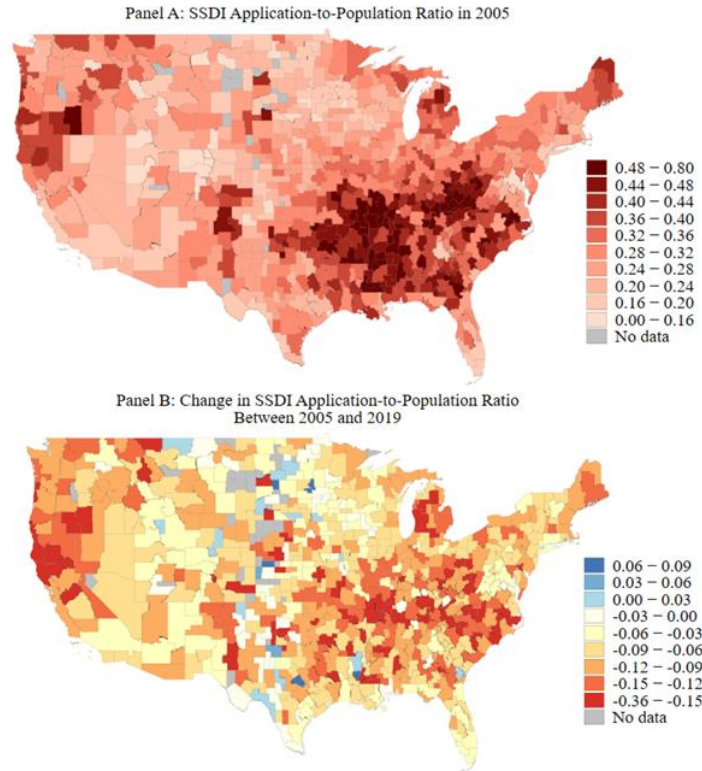 Panel A: SSDI Application-to-Population Ratio in 2005
0.48 − 0.80
0.44 − 0.48
0.40 − 0.44
0.36 − 0.40
0.32 − 0.36
0.28 − 0.32
0.24 − 0.28
0.20 − 0.24
0.16 − 0.20
0.00 − 0.16
No data
Panel B: Change in SSDI Application-to-Population Ratio
Between 2005 and 2019
0.06 − 0.09
0.03 − 0.06
0.00 − 0.03
-0.03 − 0.00
-0.06 − -0.03
-0.09 − -0.06
-0.12 − -0.09
-0.15 − -0.12
-0.36 − -0.15
No data